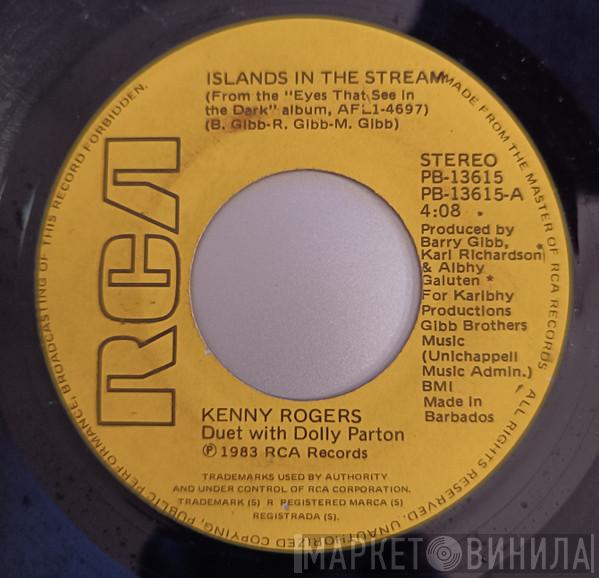 ISLANDS IN THE STREAM
(From the "Eyes That See in
the Dark" album, AFL1-4697)
(B. Gibb-R. Gibb-M. Gibb)
STEREO
PB-13615
PB-13615-A
4:08
Produced by
Barry Gibb,
Karl Richardson
& Albhy
Galuten *
For Karlbhy
Productions
Gibb Brothers
Music
(Unichappell
Music Admin.)
BMI
Made in
Barbados
RCA
KENNY ROGERS
Duet with Dolly Parton
℗ 1983 RCA Records
TRADEMARKS USED BY AUTHORITY
AND UNDER CONTROL OF RCA CORPORATION.
TRADEMARK (S) R REGISTERED MARCA (S)
REGISTRADA (S).
MADE FROM THE MASTER OF RCA RECORDS
ALL RIGHTS RESERVED. UNAUTHORIZED COPYING, PUBLIC PERFORMANCE, BROADCASTING OF THIS RECORD FORBIDDEN.
МАРКЕТ ВИНИЛА